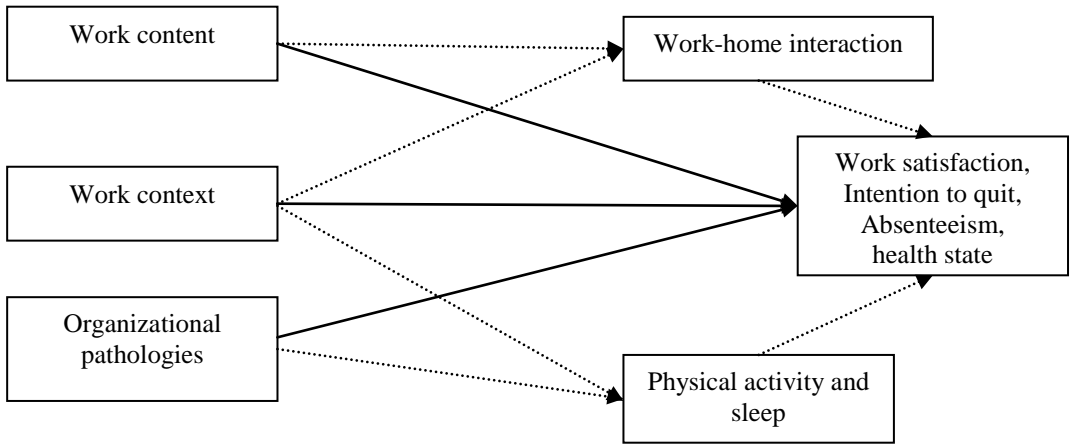 Work content
Work-home interaction
Work context
Work satisfaction,
Intention to quit,
Absenteeism,
health state
Organizational
pathologies
Physical activity and
sleep